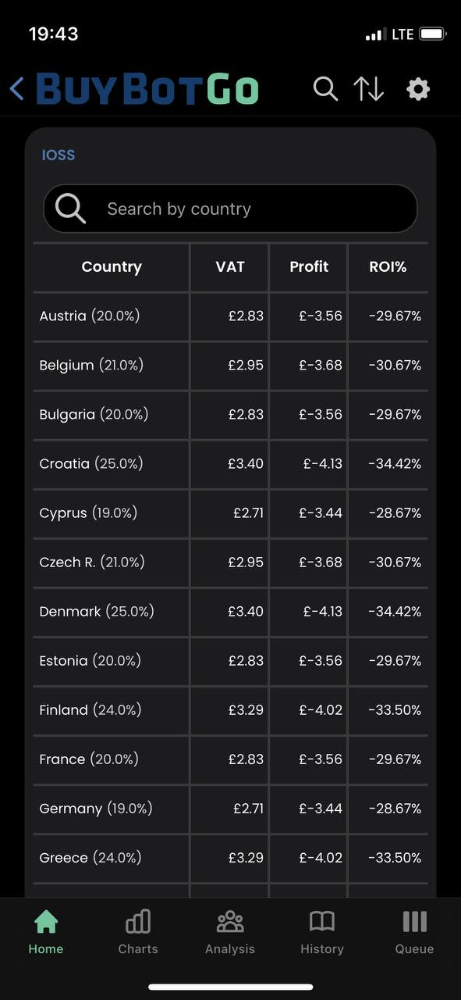 19:43 LTE
BuyBotGo
IOSS
Search by country
Country VAT Profit ROI%
Austria (20.0%) £2.83 £-3.56 -29.67%
Belgium (21.0%) £2.95 £-3.68 -30.67%
Bulgaria (20.0%) £2.83 £-3.56 -29.67%
Croatia (25.0%) £3.40 £-4.13 -34.42%
Cyprus (19.0%) £2.71 £-3.44 -28.67%
Czech R. (21.0%) £2.95 £-3.68 -30.67%
Denmark (25.0%) £3.40 £-4.13 -34.42%
Estonia (20.0%) £2.83 £-3.56 -29.67%
Finland (24.0%) £3.29 £-4.02 -33.50%
France (20.0%) £2.83 £-3.56 -29.67%
Germany (19.0%) £2.71 £-3.44 -28.67%
Greece (24.0%) £3.29 £-4.02 -33.50%
Home Charts Analysis History Queue